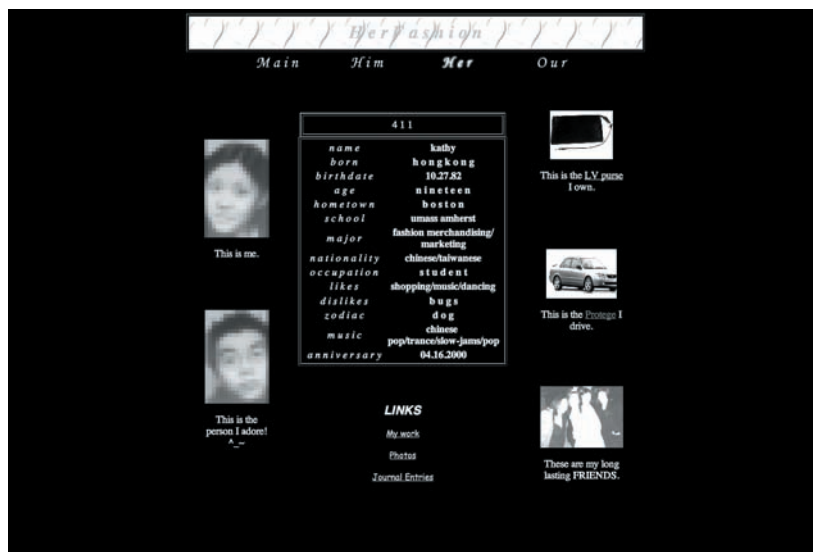 HerFashion
Main Him Her Our
This is me.
This is the
person I adore!
^_~
411
name kathy
born hongkong
birthdate 10.27.82
age nineteen
hometown boston
school umass amherst
major fashion merchandising/
marketing
nationality chinese/taiwanese
occupation student
likes shopping/music/dancing
dislikes bugs
zodiac dog
music chinese
pop/trance/slow-jams/pop
anniversary 04.16.2000
LINKS
My work
Photos
Journal Entries
This is the LV purse
I own.
This is the Protege I
drive.
These are my long
lasting FRIENDS.